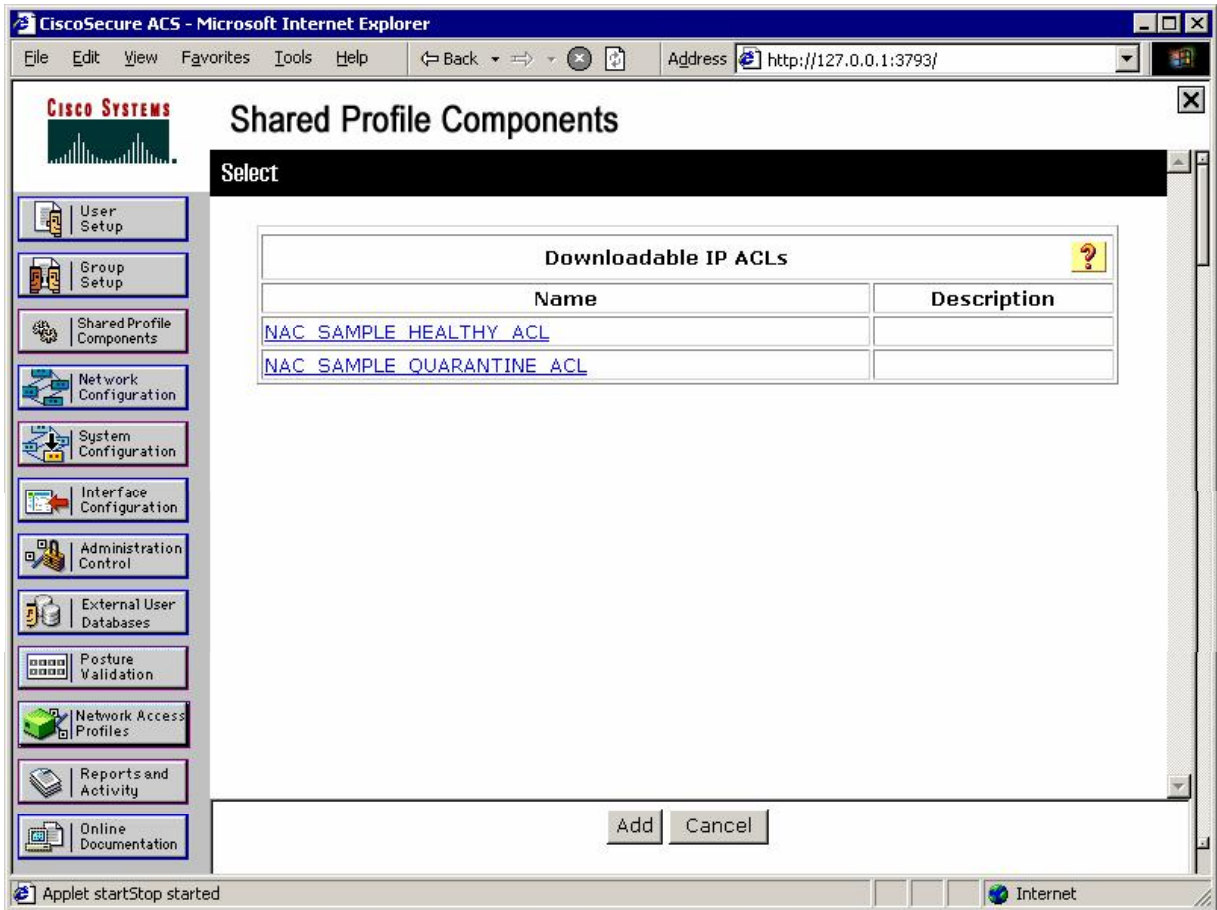 CiscoSecure ACS - Microsoft Internet Explorer
File Edit View Favorites Tools Help Back Address http://127.0.0.1:3793/
CISCO SYSTEMS
Shared Profile Components
Select
User
Setup
Group
Setup
Shared Profile
Components
Network
Configuration
System
Configuration
Interface
Configuration
Administration
Control
External User
Databases
Posture
Validation
Network Access
Profiles
Reports and
Activity
Online
Documentation
Downloadable IP ACLs ?
Name Description
NAC_SAMPLE_HEALTHY_ACL
NAC_SAMPLE_QUARANTINE_ACL
Add Cancel
Applet startStop started Internet